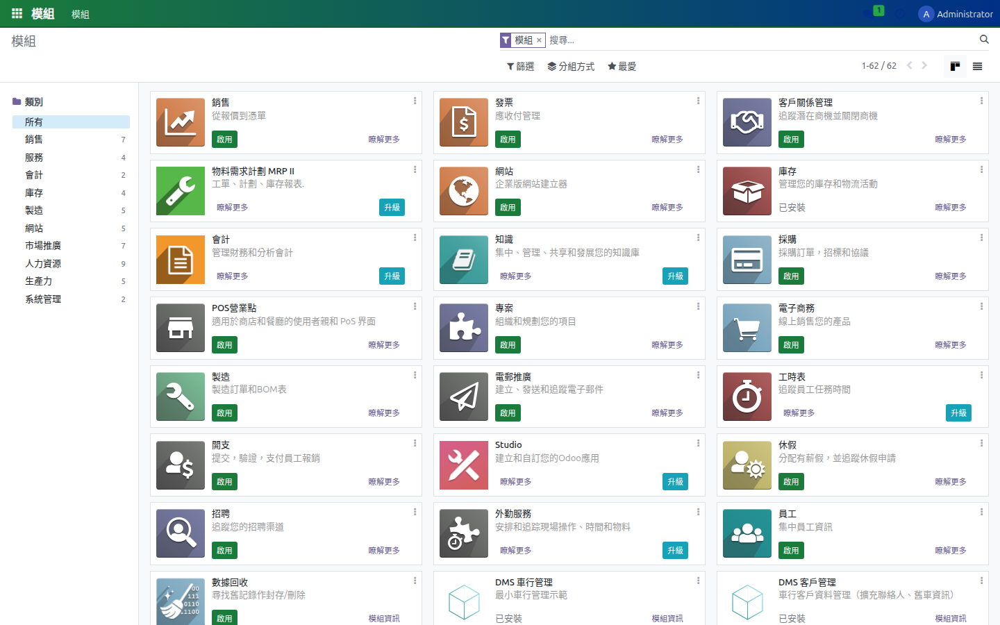 模組
模組
1
A
Administrator
模組
模組 ×
搜尋...
篩選
分組方式
最愛
1-62 / 62
類別
所有
銷售 7
服務 4
會計 2
庫存 4
製造 5
網站 5
市場推廣 7
人力資源 9
生產力 5
系統管理 2
銷售
從報價到憑單
啟用
瞭解更多
發票
應收付管理
啟用
瞭解更多
客戶關係管理
追蹤潛在商機並關閉商機
啟用
瞭解更多
物料需求計劃 MRP II
工單、計劃、庫存報表.
瞭解更多
升級
網站
企業版網站建立器
啟用
瞭解更多
庫存
管理您的庫存和物流活動
已安裝
瞭解更多
會計
管理財務和分析會計
瞭解更多
升級
知識
集中、管理、共享和發展您的知識庫
瞭解更多
升級
採購
採購訂單，招標和協議
啟用
瞭解更多
POS營業點
適用於商店和餐廳的使用者親和 PoS 界面
啟用
瞭解更多
專案
組織和規劃您的項目
啟用
瞭解更多
電子商務
線上銷售您的產品
啟用
瞭解更多
製造
製造訂單和BOM表
啟用
瞭解更多
電郵推廣
建立、發送和追蹤電子郵件
啟用
瞭解更多
工時表
追蹤員工任務時間
瞭解更多
升級
開支
提交，驗證，支付員工報銷
啟用
瞭解更多
Studio
建立和自訂您的Odoo應用
瞭解更多
升級
休假
分配有薪假，並追蹤休假申請
啟用
瞭解更多
招聘
追蹤您的招聘渠道
啟用
瞭解更多
外勤服務
安排和追踪現場操作、時間和物料
瞭解更多
升級
員工
集中員工資訊
啟用
瞭解更多
數據回收
尋找舊記錄作封存/刪除
啟用
模組資訊
DMS 車行管理
最小車行管理示範
已安裝
模組資訊
DMS 客戶管理
車行客戶資料管理（擴充聯絡人、舊車資訊）
已安裝
模組資訊